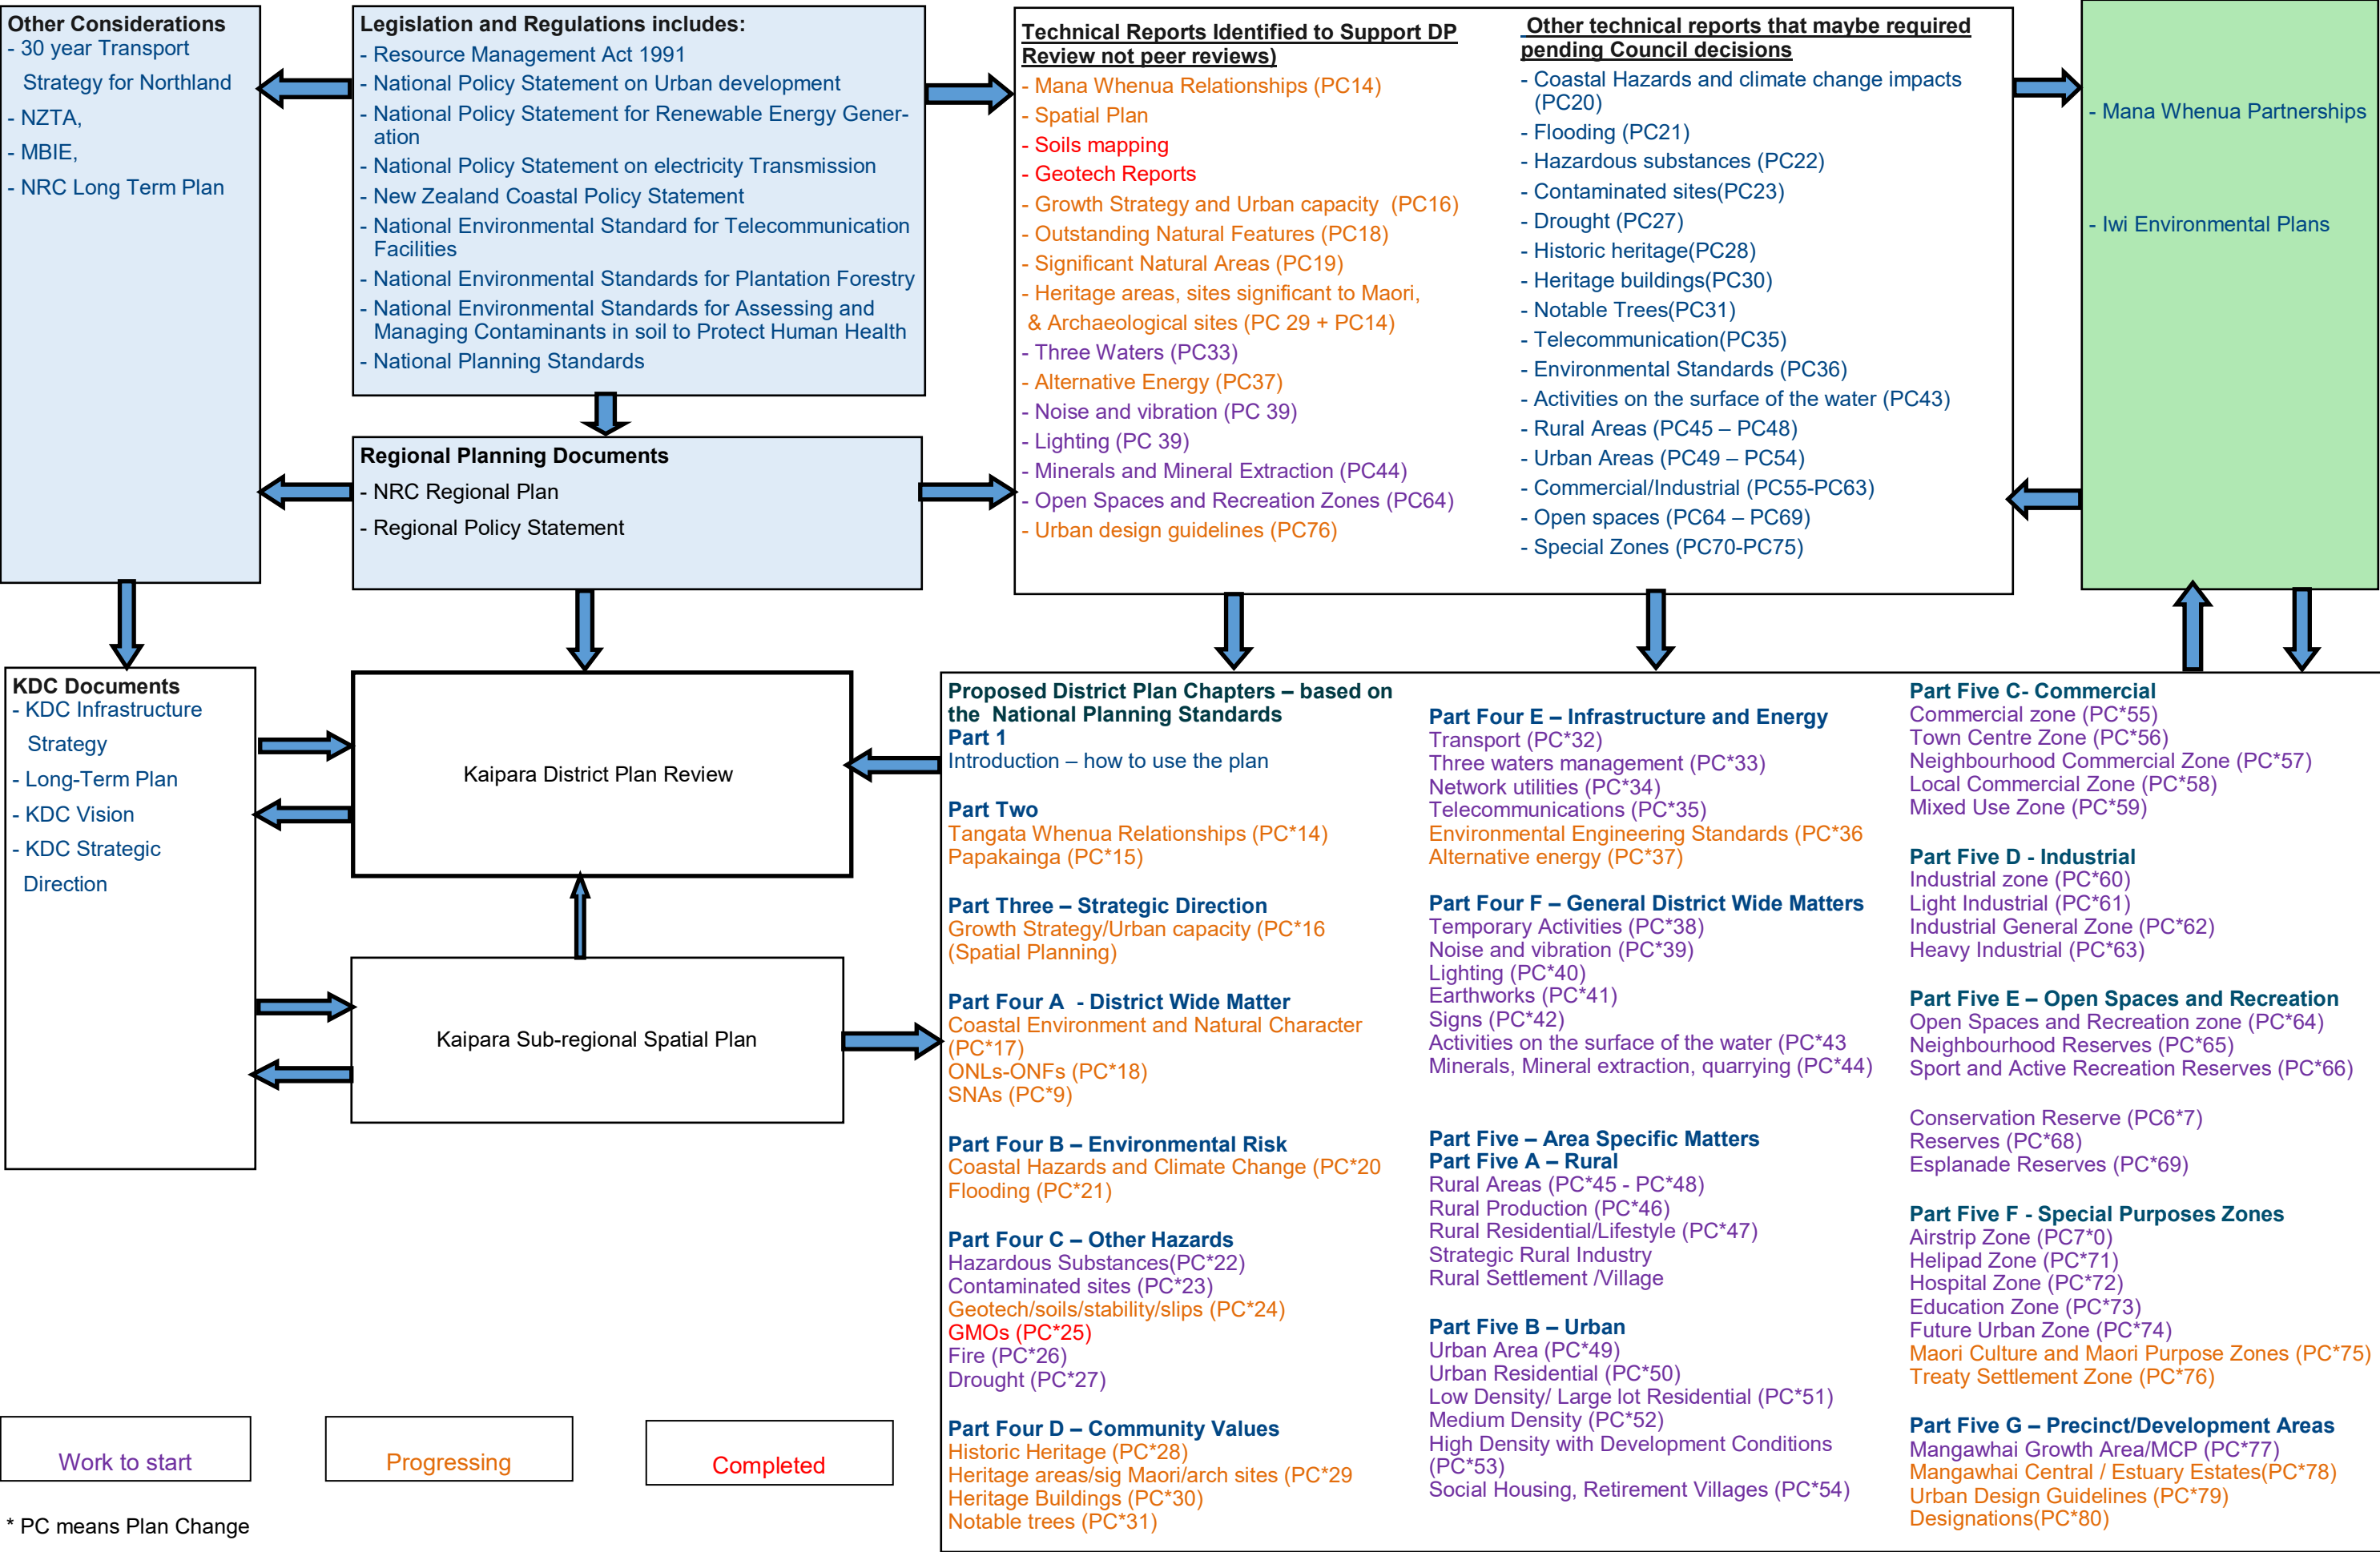 Other Considerations
- 30 year Transport
Strategy for Northland
- NZTA,
- MBIE,
- NRC Long Term Plan
Legislation and Regulations includes:
- Resource Management Act 1991
- National Policy Statement on Urban development
- National Policy Statement for Renewable Energy Gener-
ation
- National Policy Statement on electricity Transmission
- New Zealand Coastal Policy Statement
- National Environmental Standard for Telecommunication
Facilities
- National Environmental Standards for Plantation Forestry
- National Environmental Standards for Assessing and
Managing Contaminants in soil to Protect Human Health
- National Planning Standards
Regional Planning Documents
- NRC Regional Plan
- Regional Policy Statement
Technical Reports Identified to Support DP
Review not peer reviews)
- Mana Whenua Relationships (PC14)
- Spatial Plan
- Soils mapping
- Geotech Reports
- Growth Strategy and Urban capacity (PC16)
- Outstanding Natural Features (PC18)
- Significant Natural Areas (PC19)
- Heritage areas, sites significant to Maori,
& Archaeological sites (PC 29 + PC14)
- Three Waters (PC33)
- Alternative Energy (PC37)
- Noise and vibration (PC 39)
- Lighting (PC 39)
- Minerals and Mineral Extraction (PC44)
- Open Spaces and Recreation Zones (PC64)
- Urban design guidelines (PC76)
Other technical reports that maybe required
pending Council decisions
- Coastal Hazards and climate change impacts
(PC20)
- Flooding (PC21)
- Hazardous substances (PC22)
- Contaminated sites(PC23)
- Drought (PC27)
- Historic heritage(PC28)
- Heritage buildings(PC30)
- Notable Trees(PC31)
- Telecommunication(PC35)
- Environmental Standards (PC36)
- Activities on the surface of the water (PC43)
- Rural Areas (PC45 – PC48)
- Urban Areas (PC49 – PC54)
- Commercial/Industrial (PC55-PC63)
- Open spaces (PC64 – PC69)
- Special Zones (PC70-PC75)
- Mana Whenua Partnerships
- Iwi Environmental Plans
KDC Documents
- KDC Infrastructure
Strategy
- Long-Term Plan
- KDC Vision
- KDC Strategic
Direction
Kaipara District Plan Review
Kaipara Sub-regional Spatial Plan
Proposed District Plan Chapters – based on
the National Planning Standards
Part 1
Introduction – how to use the plan
Part Two
Tangata Whenua Relationships (PC*14)
Papakainga (PC*15)
Part Three – Strategic Direction
Growth Strategy/Urban capacity (PC*16
(Spatial Planning)
Part Four A - District Wide Matter
Coastal Environment and Natural Character
(PC*17)
ONLs-ONFs (PC*18)
SNAs (PC*9)
Part Four B – Environmental Risk
Coastal Hazards and Climate Change (PC*20
Flooding (PC*21)
Part Four C – Other Hazards
Hazardous Substances(PC*22)
Contaminated sites (PC*23)
Geotech/soils/stability/slips (PC*24)
GMOs (PC*25)
Fire (PC*26)
Drought (PC*27)
Part Four D – Community Values
Historic Heritage (PC*28)
Heritage areas/sig Maori/arch sites (PC*29
Heritage Buildings (PC*30)
Notable trees (PC*31)
Part Four E – Infrastructure and Energy
Transport (PC*32)
Three waters management (PC*33)
Network utilities (PC*34)
Telecommunications (PC*35)
Environmental Engineering Standards (PC*36
Alternative energy (PC*37)
Part Four F – General District Wide Matters
Temporary Activities (PC*38)
Noise and vibration (PC*39)
Lighting (PC*40)
Earthworks (PC*41)
Signs (PC*42)
Activities on the surface of the water (PC*43
Minerals, Mineral extraction, quarrying (PC*44)
Part Five – Area Specific Matters
Part Five A – Rural
Rural Areas (PC*45 - PC*48)
Rural Production (PC*46)
Rural Residential/Lifestyle (PC*47)
Strategic Rural Industry
Rural Settlement /Village
Part Five B – Urban
Urban Area (PC*49)
Urban Residential (PC*50)
Low Density/ Large lot Residential (PC*51)
Medium Density (PC*52)
High Density with Development Conditions
(PC*53)
Social Housing, Retirement Villages (PC*54)
Part Five C- Commercial
Commercial zone (PC*55)
Town Centre Zone (PC*56)
Neighbourhood Commercial Zone (PC*57)
Local Commercial Zone (PC*58)
Mixed Use Zone (PC*59)
Part Five D - Industrial
Industrial zone (PC*60)
Light Industrial (PC*61)
Industrial General Zone (PC*62)
Heavy Industrial (PC*63)
Part Five E – Open Spaces and Recreation
Open Spaces and Recreation zone (PC*64)
Neighbourhood Reserves (PC*65)
Sport and Active Recreation Reserves (PC*66)
Conservation Reserve (PC6*7)
Reserves (PC*68)
Esplanade Reserves (PC*69)
Part Five F - Special Purposes Zones
Airstrip Zone (PC7*0)
Helipad Zone (PC*71)
Hospital Zone (PC*72)
Education Zone (PC*73)
Future Urban Zone (PC*74)
Maori Culture and Maori Purpose Zones (PC*75)
Treaty Settlement Zone (PC*76)
Part Five G – Precinct/Development Areas
Mangawhai Growth Area/MCP (PC*77)
Mangawhai Central / Estuary Estates(PC*78)
Urban Design Guidelines (PC*79)
Designations(PC*80)
Work to start
Progressing
Completed
* PC means Plan Change